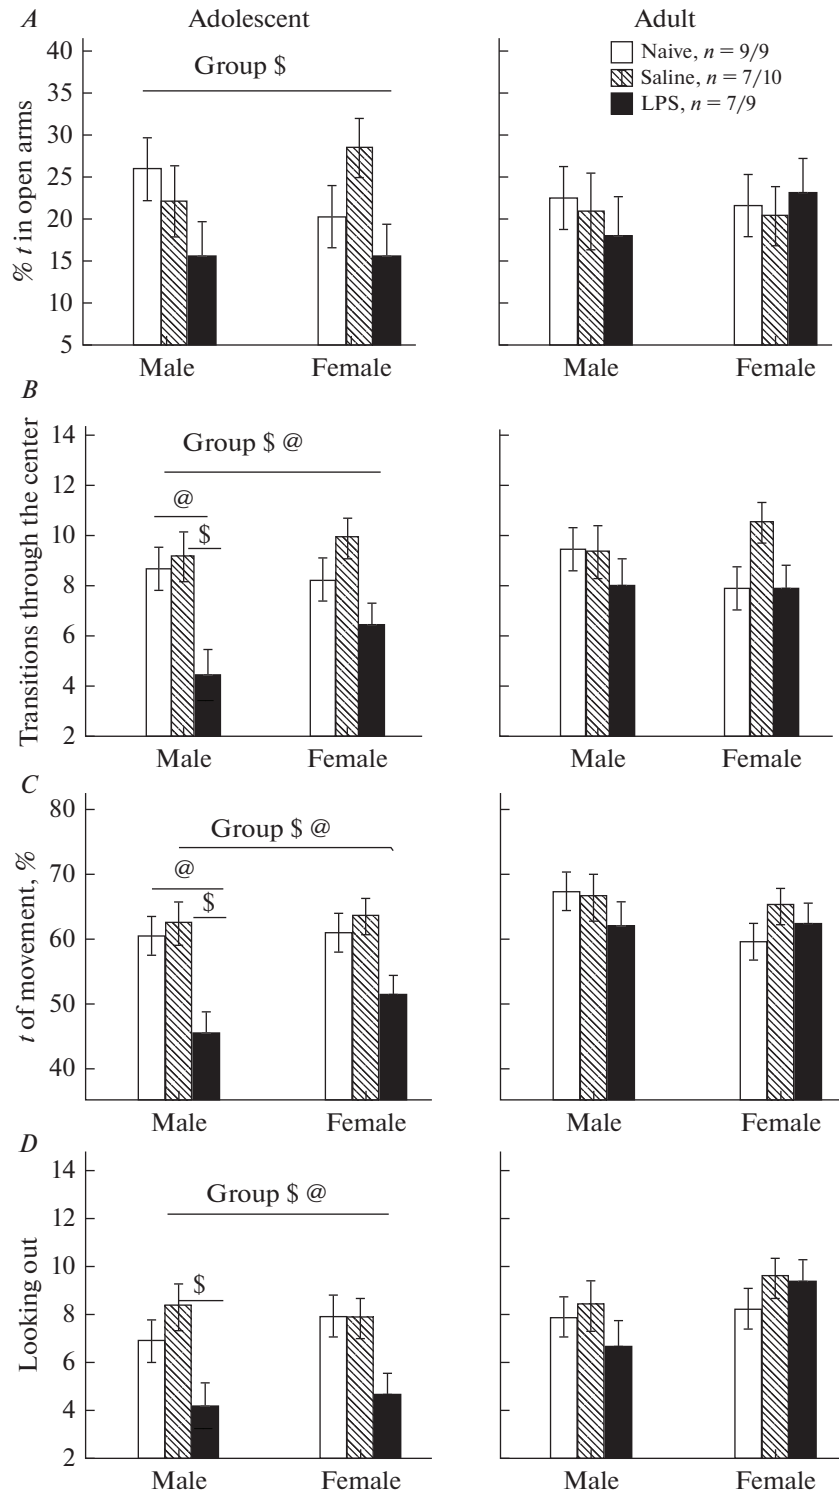 A
Adolescent
Adult
% t in open arms
40
35
30
25
20
15
10
5
Group $
Naive, n = 9/9
Saline, n = 7/10
LPS, n = 7/9
Male
Female
Male
Female
B
Transitions through the center
14
12
10
8
6
4
2
Group $ @
@
$
Male
Female
Male
Female
C
t of movement, %
80
70
60
50
40
Group $ @
@
$
Male
Female
Male
Female
D
Looking out
14
12
10
8
6
4
2
Group $ @
$
Male
Female
Male
Female